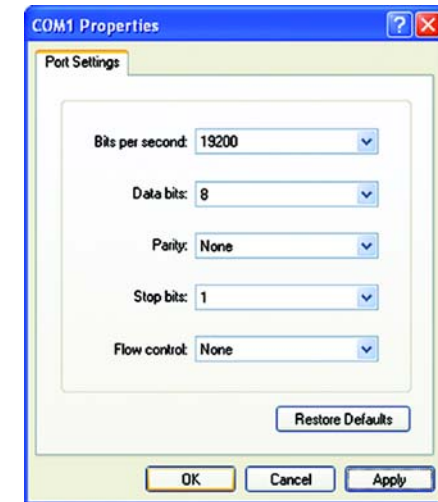 COM1 Properties
Port Settings
Bits per second: 19200
Data bits: 8
Parity: None
Stop bits: 1
Flow control: None
Restore Defaults
OK Cancel Apply